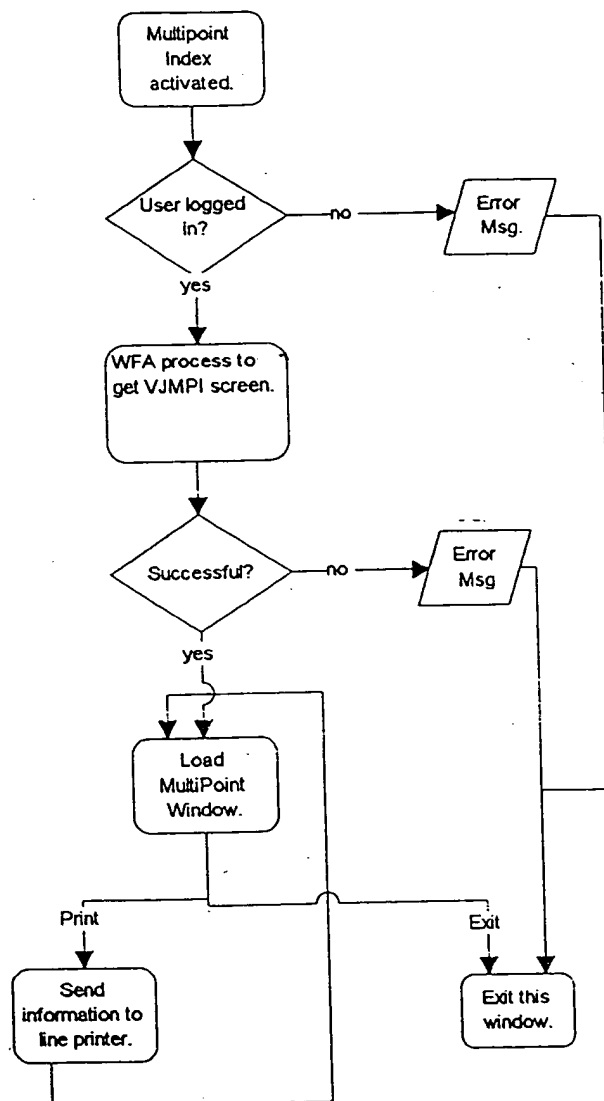 Multipoint
Index
activated.
User logged
in?
no
Error
Msg.
yes
WFA process to
get VJMPI screen.
Successful?
no
Error
Msg
yes
Load
MultiPoint
Window.
Print
Exit
Send
information to
line printer.
Exit this
window.